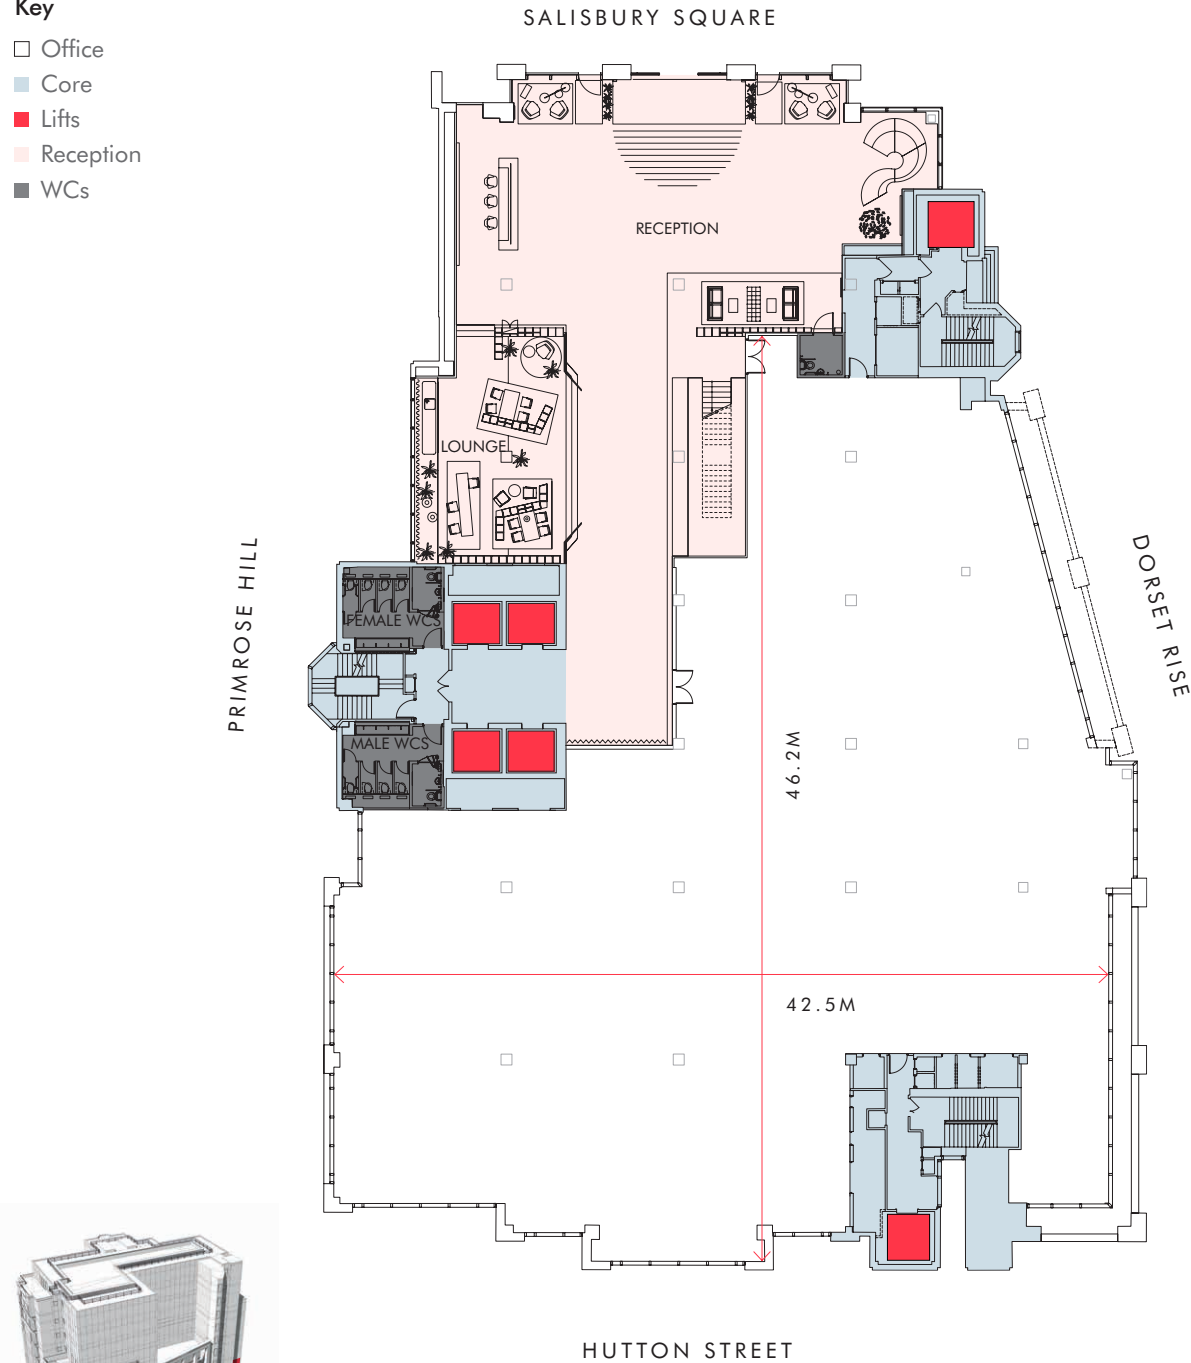 Key
Office
Core
Lifts
Reception
WCs
SALISBURY SQUARE
RECEPTION
LOUNGE
PRIMROSE HILL
DORSET RISE
FEMALE WCS
MALE WCS
46.2M
42.5M
HUTTON STREET